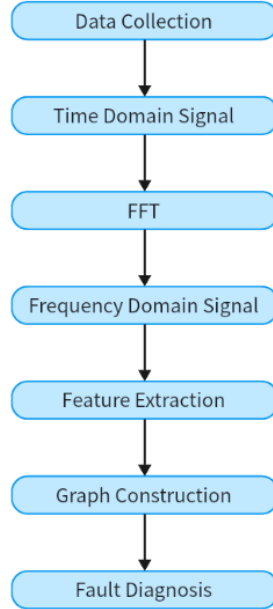 Data Collection
Time Domain Signal
FFT
Frequency Domain Signal
Feature Extraction
Graph Construction
Fault Diagnosis